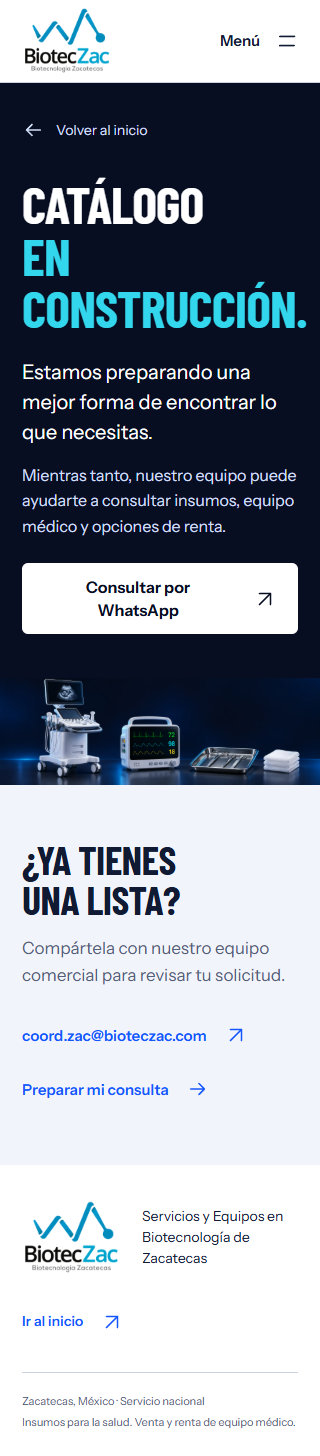 BiotecZac
Biotecnología Zacatecas
Menú
Volver al inicio
CATÁLOGO
EN
CONSTRUCCIÓN.
Estamos preparando una
mejor forma de encontrar lo
que necesitas.
Mientras tanto, nuestro equipo puede
ayudarte a consultar insumos, equipo
médico y opciones de renta.
Consultar por
WhatsApp
72
98
18
¿YA TIENES
UNA LISTA?
Compártela con nuestro equipo
comercial para revisar tu solicitud.
coord.zac@bioteczac.com
Preparar mi consulta
BiotecZac
Biotecnología Zacatecas
Servicios y Equipos en
Biotecnología de
Zacatecas
Ir al inicio
Zacatecas, México · Servicio nacional
Insumos para la salud. Venta y renta de equipo médico.